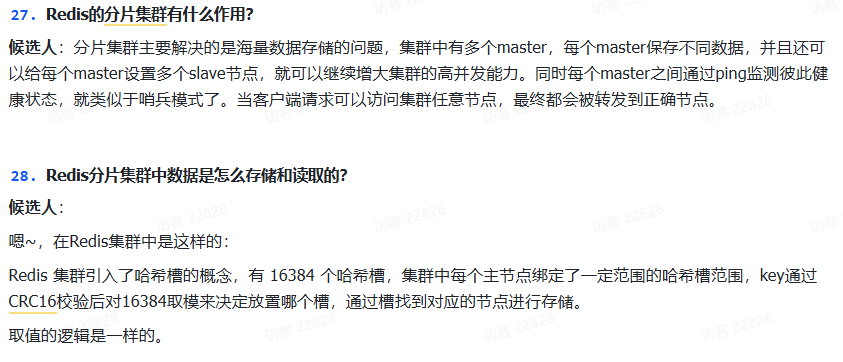 27. Redis的分片集群有什么作用？
候选人：分片集群主要解决的是海量数据存储的问题，集群中有多个master，每个master保存不同数据，并且还可
以给每个master设置多个slave节点，就可以继续增大集群的高并发能力。同时每个master之间通过ping监测彼此健
康状态，就类似于哨兵模式了。当客户端请求可以访问集群任意节点，最终都会被转发到正确节点。
28. Redis分片集群中数据是怎么存储和读取的？
候选人：
嗯~，在Redis集群中是这样的：
Redis 集群引入了哈希槽的概念，有 16384 个哈希槽，集群中每个主节点绑定了一定范围的哈希槽范围，key通过
CRC16校验后对16384取模来决定放置哪个槽，通过槽找到对应的节点进行存储。
取值的逻辑是一样的。
访客 22828